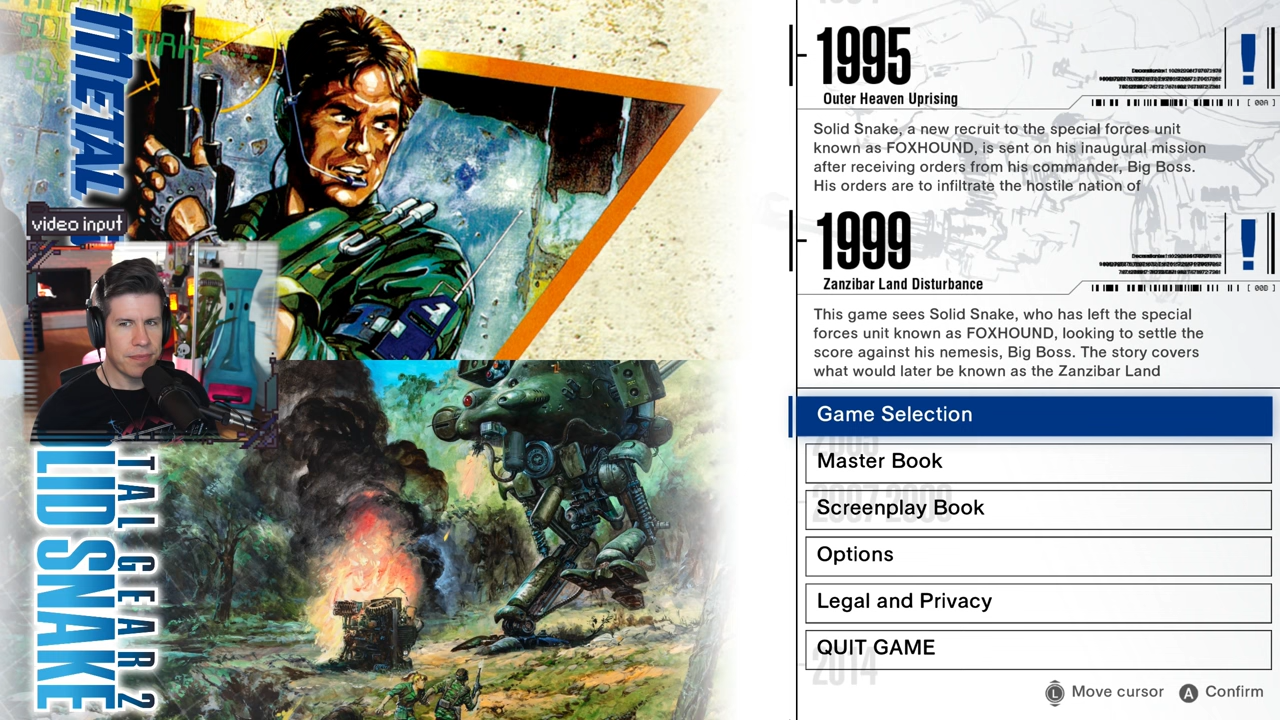 METAL
video input
TAL GEAR 2
LID SNAKE
1995
Outer Heaven Uprising
Solid Snake, a new recruit to the special forces unit
known as FOXHOUND, is sent on his inaugural mission
after receiving orders from his commander, Big Boss.
His orders are to infiltrate the hostile nation of
1999
Zanzibar Land Disturbance
This game sees Solid Snake, who has left the special
forces unit known as FOXHOUND, looking to settle the
score against his nemesis, Big Boss. The story covers
what would later be known as the Zanzibar Land
Game Selection
Master Book
Screenplay Book
Options
Legal and Privacy
QUIT GAME
2014
L Move cursor A Confirm